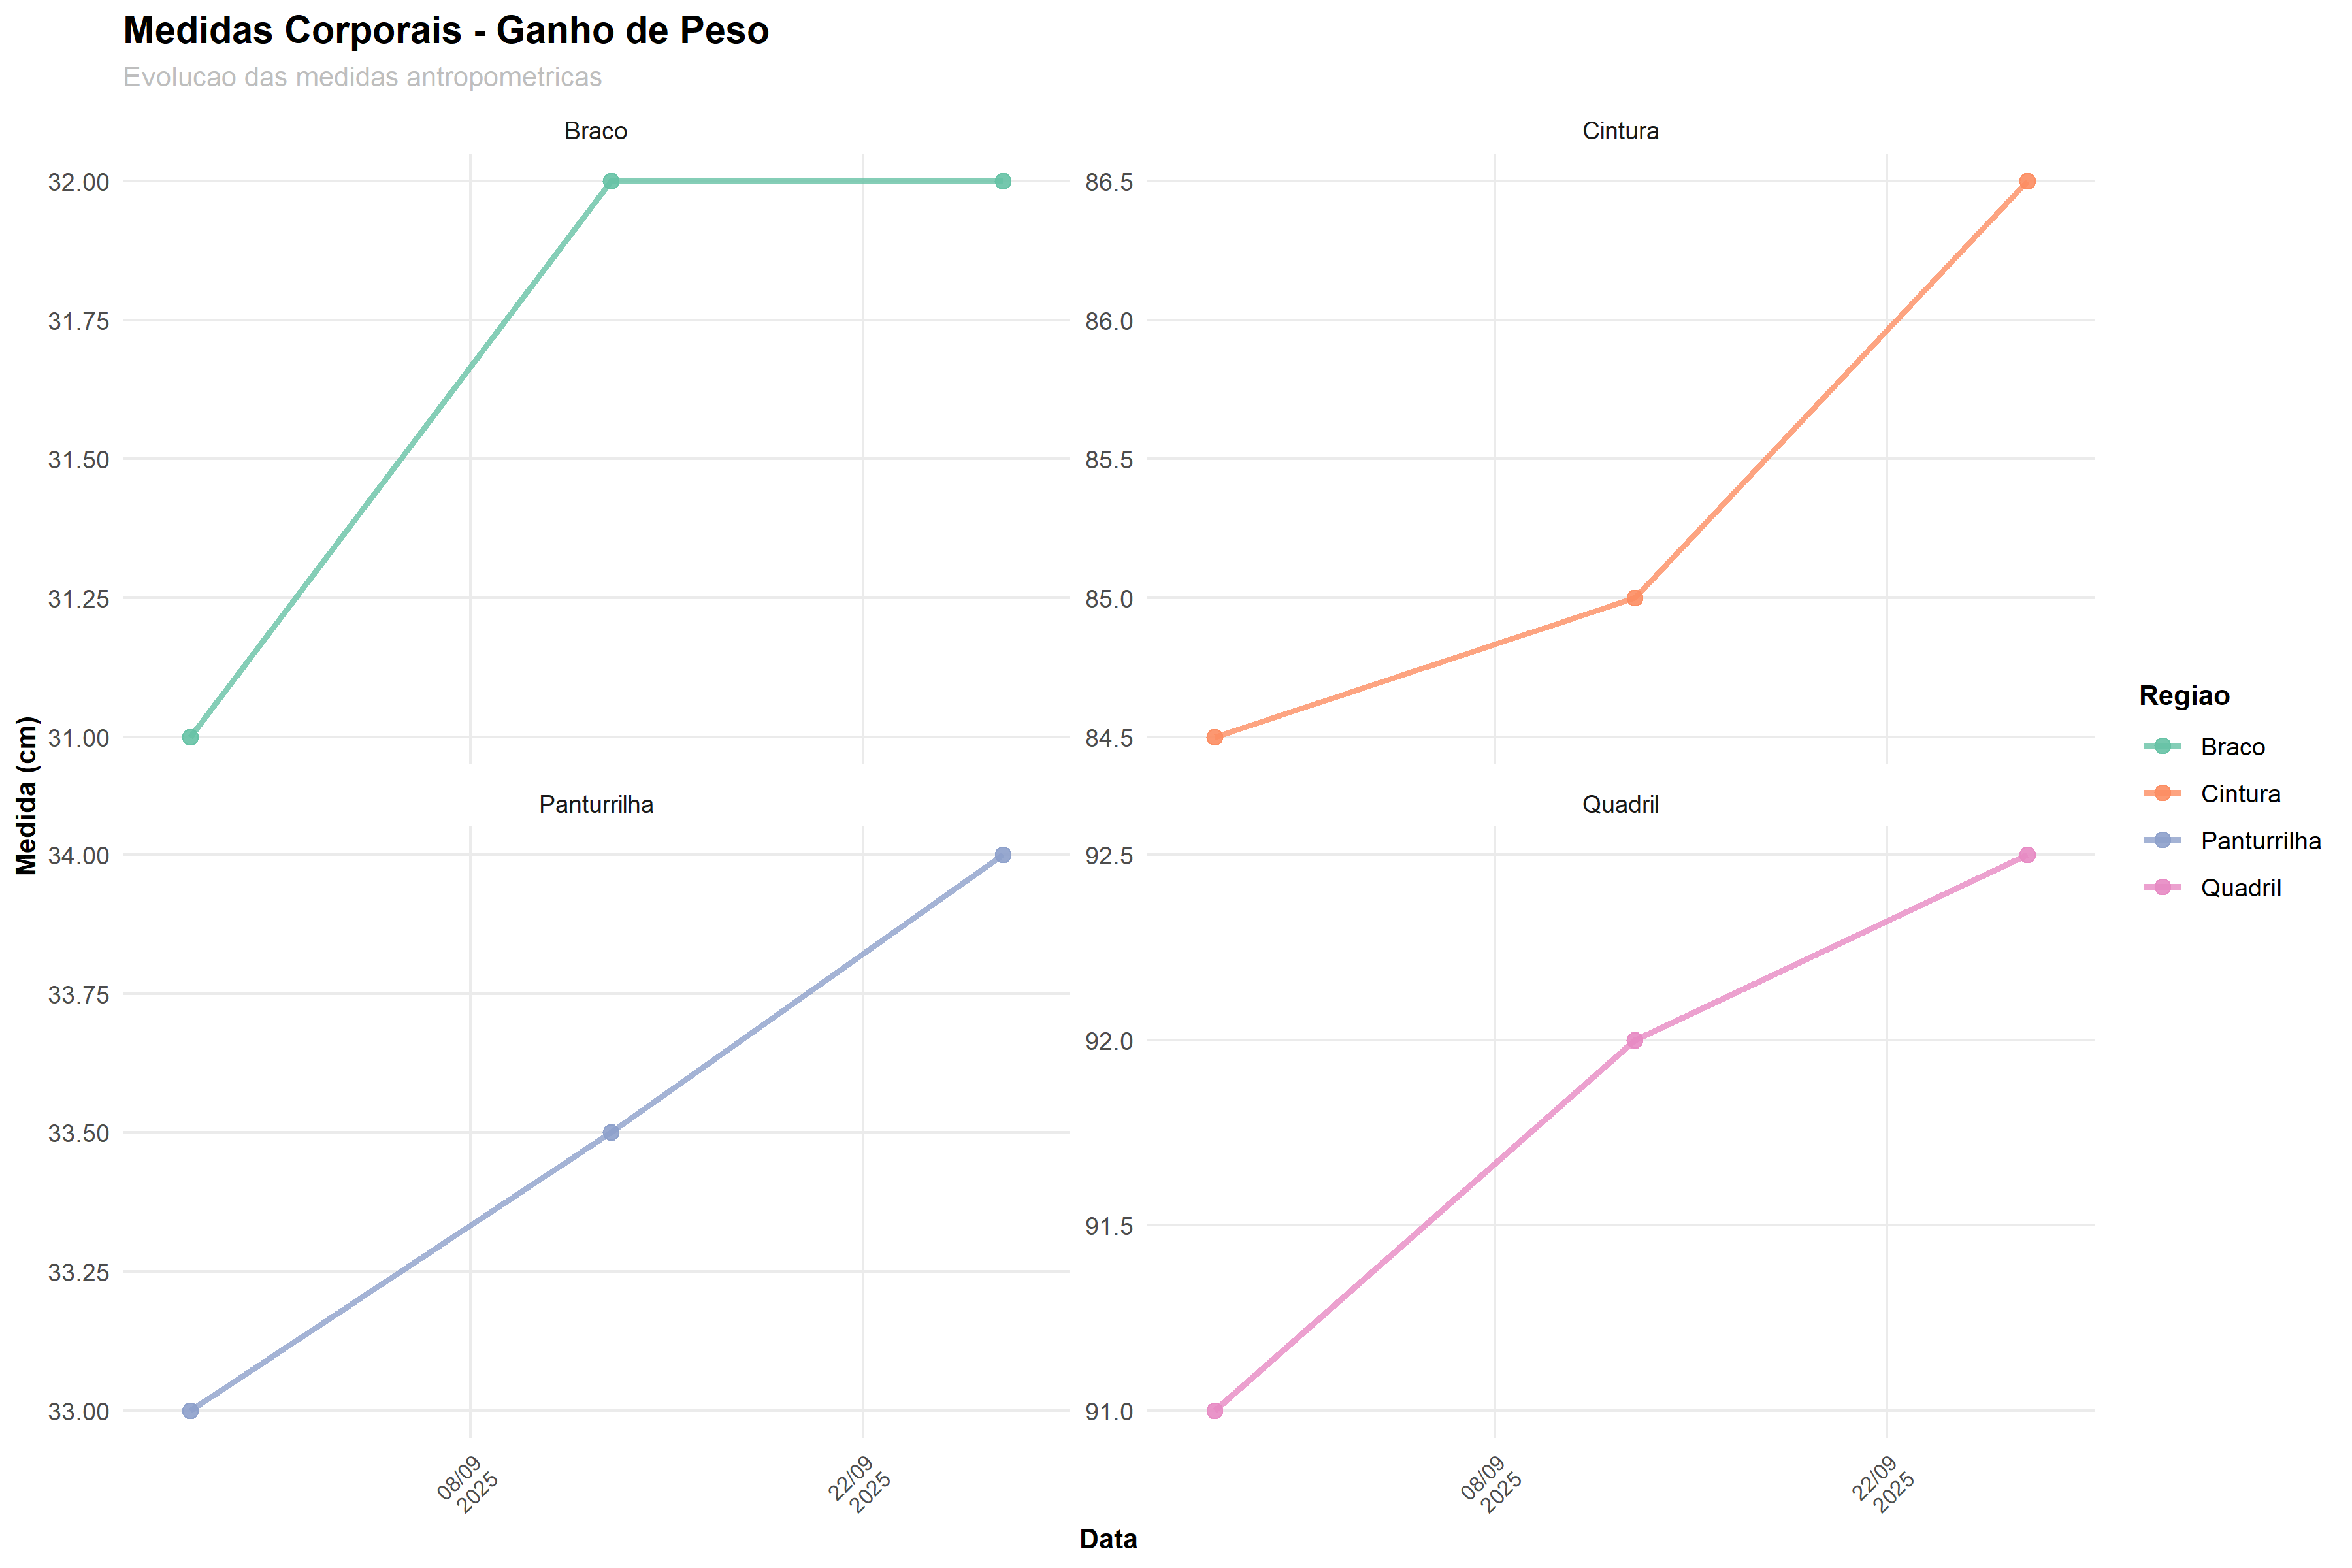 Medidas Corporais - Ganho de Peso
Evolucao das medidas antropometricas
Braco
32.00
31.75
31.50
31.25
31.00
Cintura
86.5
86.0
85.5
85.0
84.5
Medida (cm)
Panturrilha
34.00
33.75
33.50
33.25
33.00
08/09
2025
22/09
2025
Quadril
92.5
92.0
91.5
91.0
08/09
2025
22/09
2025
Data
Regiao
Braco
Cintura
Panturrilha
Quadril